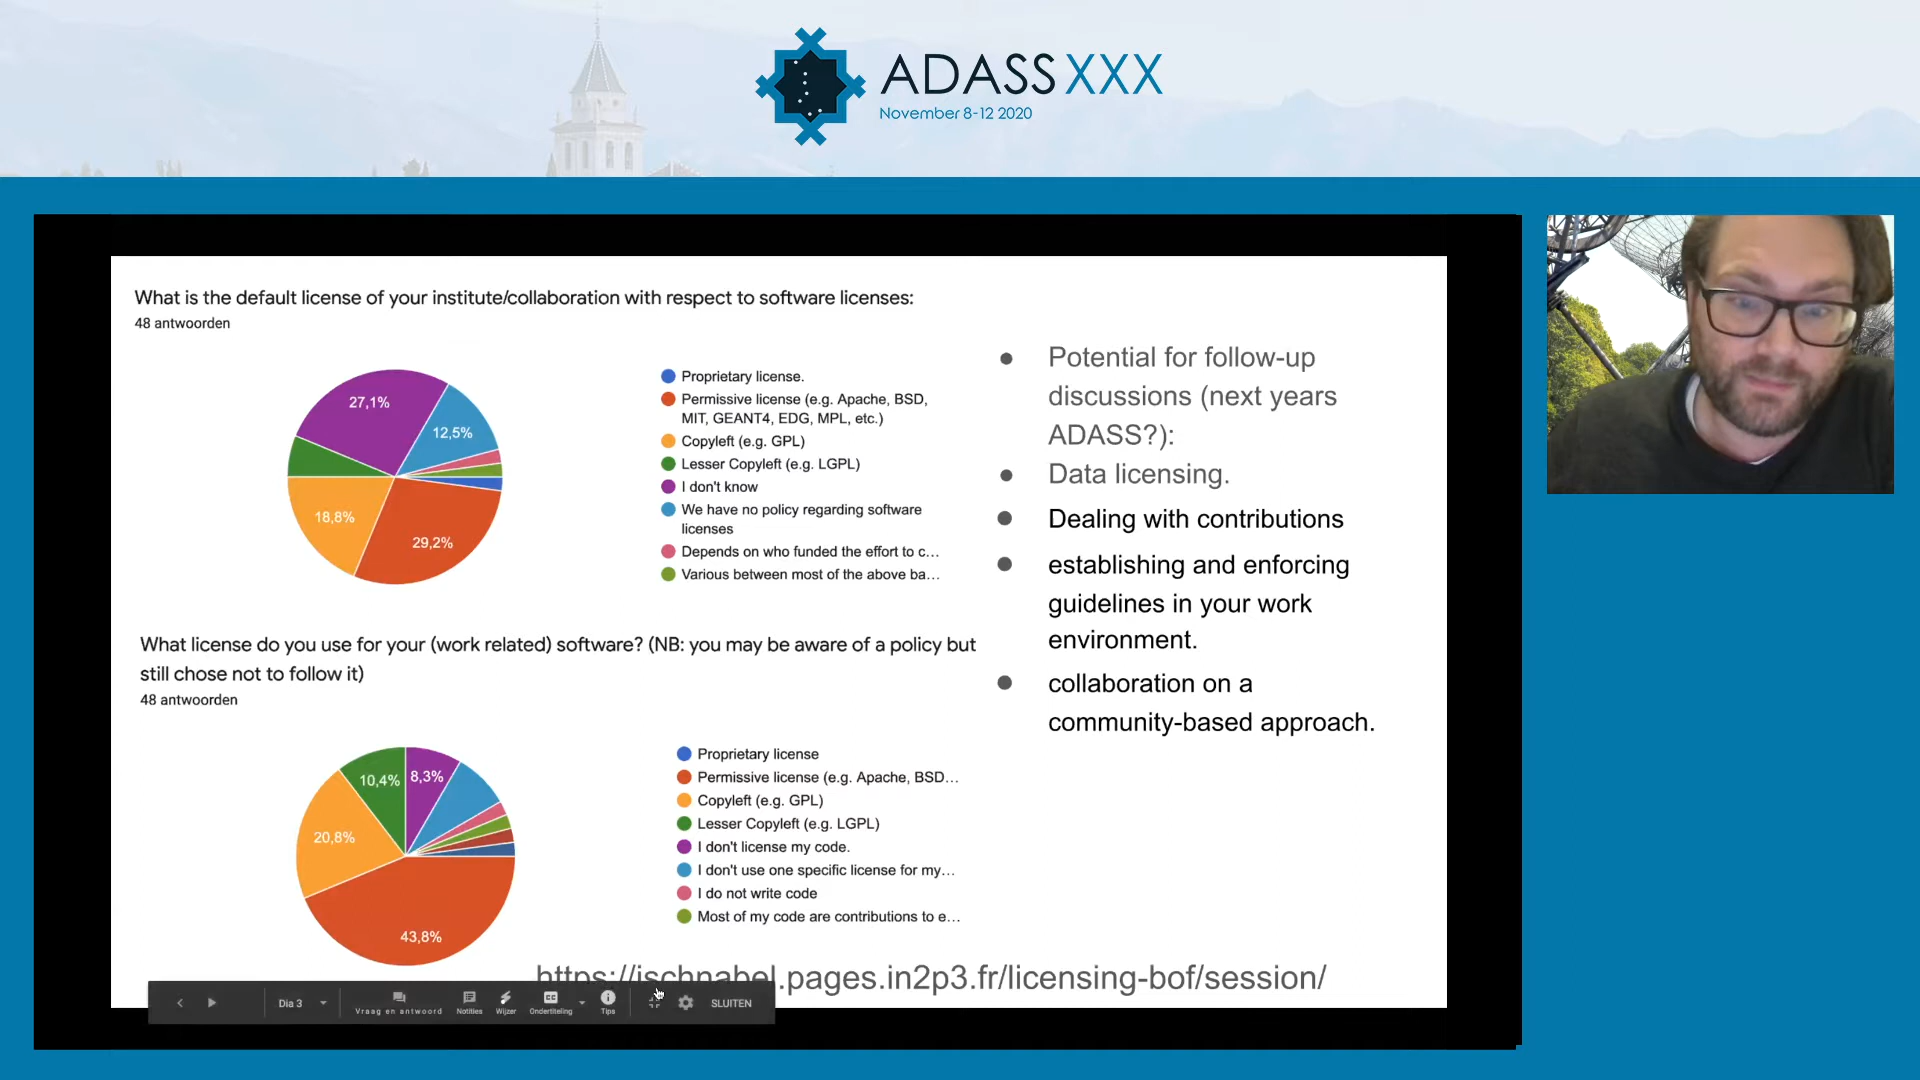 ADASS XXX
November 8-12 2020
What is the default license of your institute/collaboration with respect to software licenses:
48 antwoorden
27,1%
12,5%
18,8%
29,2%
Proprietary license.
Permissive license (e.g. Apache, BSD,
MIT, GEANT4, EDG, MPL, etc.)
Copyleft (e.g. GPL)
Lesser Copyleft (e.g. LGPL)
I don't know
We have no policy regarding software
licenses
Depends on who funded the effort to c...
Various between most of the above ba...
What license do you use for your (work related) software? (NB: you may be aware of a policy but
still chose not to follow it)
48 antwoorden
10,4%
8,3%
20,8%
43,8%
Proprietary license
Permissive license (e.g. Apache, BSD...
Copyleft (e.g. GPL)
Lesser Copyleft (e.g. LGPL)
I don't license my code.
I don't use one specific license for my...
I do not write code
Most of my code are contributions to e...
Potential for follow-up
discussions (next years
ADASS?):
Data licensing.
Dealing with contributions
establishing and enforcing
guidelines in your work
environment.
collaboration on a
community-based approach.
https://ischnabel.pages.in2p3.fr/licensing-bof/session/
Dia 3
Vraag en antwoord
Notities
Wijzer
Ondertiteling
Tips
SLUITEN